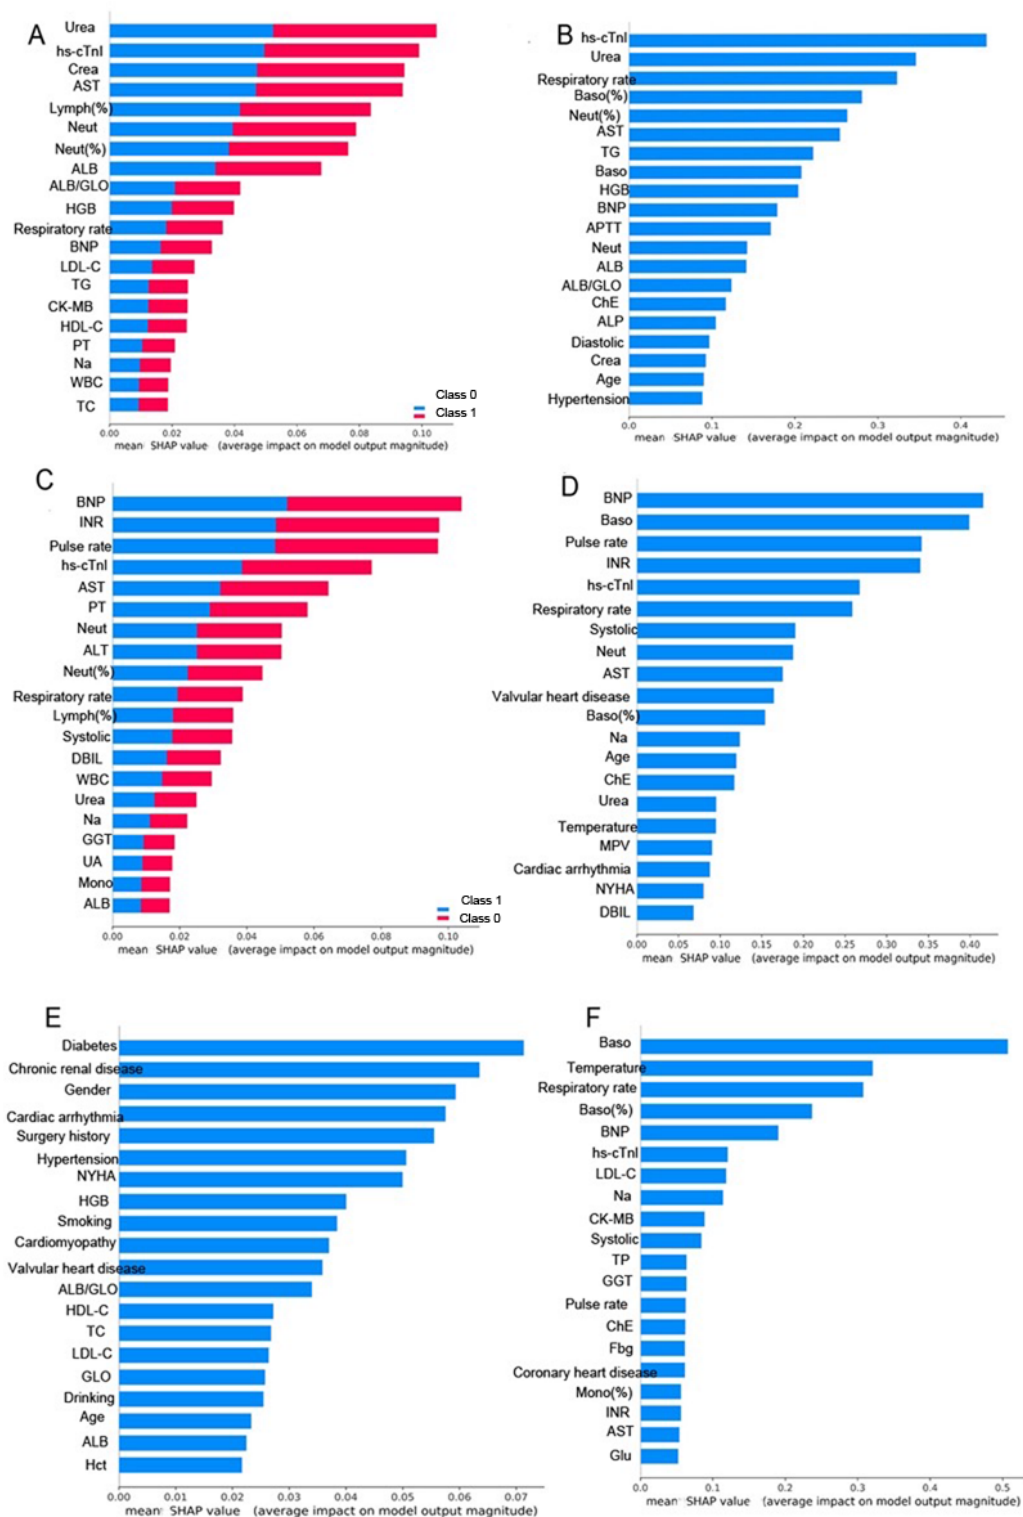 A
Urea
hs-cTnI
Crea
AST
Lymph(%)
Neut
Neut(%)
ALB
ALB/GLO
HGB
Respiratory rate
BNP
LDL-C
TG
CK-MB
HDL-C
PT
Na
WBC
TC
Class 0
Class 1
0.00 0.02 0.04 0.06 0.08 0.10
mean SHAP value (average impact on model output magnitude)
B
hs-cTnI
Urea
Respiratory rate
Baso(%)
Neut(%)
AST
TG
Baso
HGB
BNP
APTT
Neut
ALB
ALB/GLO
ChE
ALP
Diastolic
Crea
Age
Hypertension
0.0 0.1 0.2 0.3 0.4
mean SHAP value (average impact on model output magnitude)
C
BNP
INR
Pulse rate
hs-cTnI
AST
PT
Neut
ALT
Neut(%)
Respiratory rate
Lymph(%)
Systolic
DBIL
WBC
Urea
Na
GGT
UA
Mono
ALB
Class 1
Class 0
0.00 0.02 0.04 0.06 0.08 0.10
mean SHAP value (average impact on model output magnitude)
D
BNP
Baso
Pulse rate
INR
hs-cTnI
Respiratory rate
Systolic
Neut
AST
Valvular heart disease
Baso(%)
Na
Age
ChE
Urea
Temperature
MPV
Cardiac arrhythmia
NYHA
DBIL
0.00 0.05 0.10 0.15 0.20 0.25 0.30 0.35 0.40
mean SHAP value (average impact on model output magnitude)
E
Diabetes
Chronic renal disease
Gender
Cardiac arrhythmia
Surgery history
Hypertension
NYHA
HGB
Smoking
Cardiomyopathy
Valvular heart disease
ALB/GLO
HDL-C
TC
LDL-C
GLO
Drinking
Age
ALB
Hct
0.00 0.01 0.02 0.03 0.04 0.05 0.06 0.07
mean SHAP value (average impact on model output magnitude)
F
Baso
Temperature
Respiratory rate
Baso(%)
BNP
hs-cTnI
LDL-C
Na
CK-MB
Systolic
TP
GGT
Pulse rate
ChE
Fbg
Coronary heart disease
Mono(%)
INR
AST
Glu
0.0 0.1 0.2 0.3 0.4 0.5
mean SHAP value (average impact on model output magnitude)